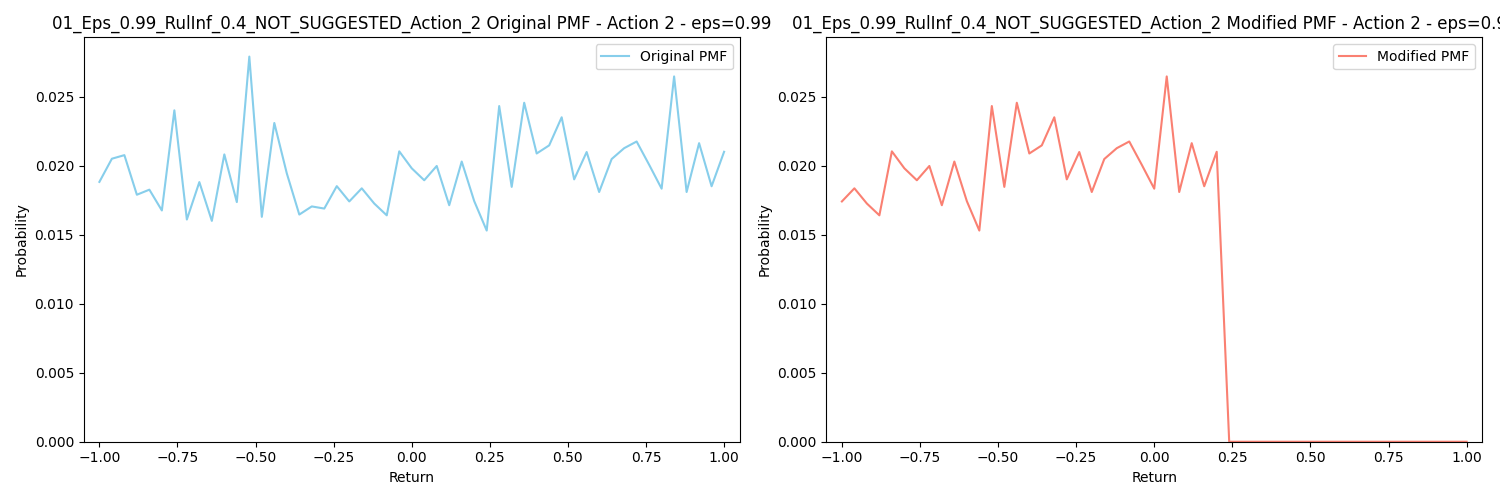 01_Eps_0.99_RulInf_0.4_NOT_SUGGESTED_Action_2 Original PMF - Action 2 - eps=0.99
Original PMF
0.025
0.020
0.015
0.010
0.005
0.000
Probability
−1.00 −0.75 −0.50 −0.25 0.00 0.25 0.50 0.75 1.00
Return
01_Eps_0.99_RulInf_0.4_NOT_SUGGESTED_Action_2 Modified PMF - Action 2 - eps=0.9
Modified PMF
0.025
0.020
0.015
0.010
0.005
0.000
Probability
−1.00 −0.75 −0.50 −0.25 0.00 0.25 0.50 0.75 1.00
Return